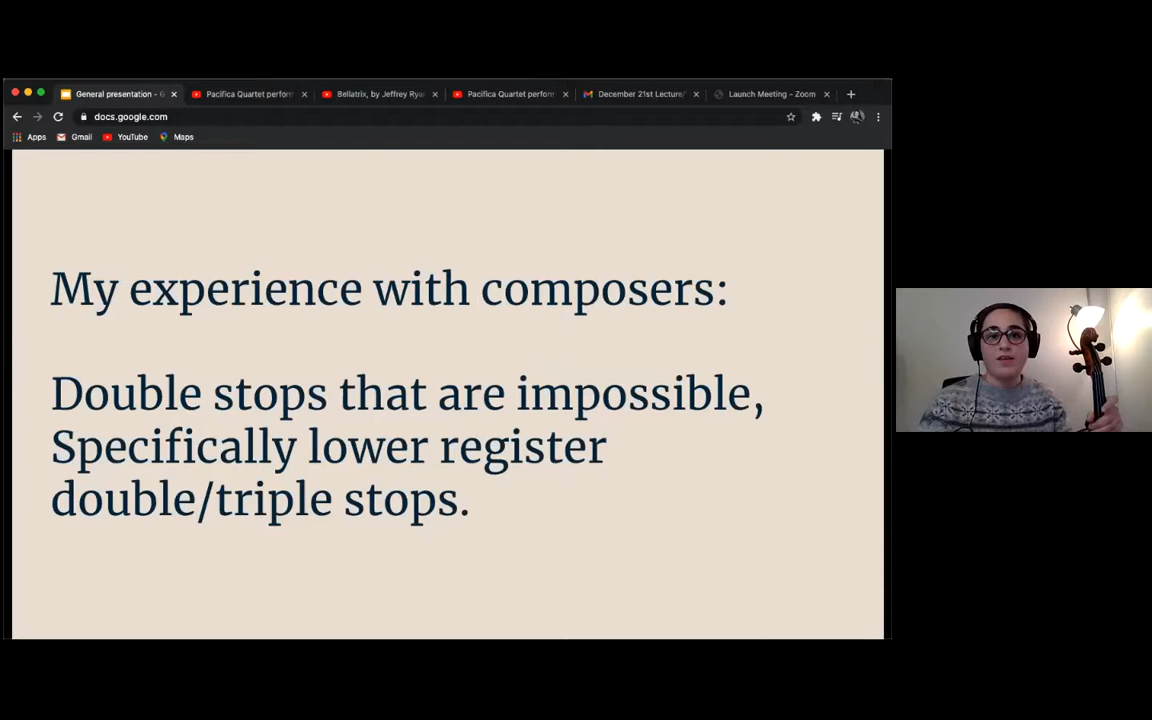 General presentation - G
Pacifica Quartet perform
Bellatrix, by Jeffrey Rya
Pacifica Quartet perform
December 21st Lecture/
Launch Meeting - Zoom
docs.google.com
Apps
Gmail
YouTube
Maps
My experience with composers:
Double stops that are impossible,
Specifically lower register
double/triple stops.